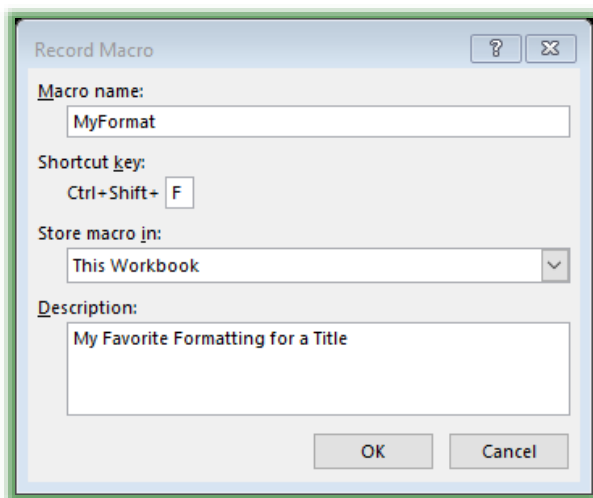 Record Macro
Macro name:
MyFormat
Shortcut key:
Ctrl+Shift+ F
Store macro in:
This Workbook
Description:
My Favorite Formatting for a Title
OK Cancel